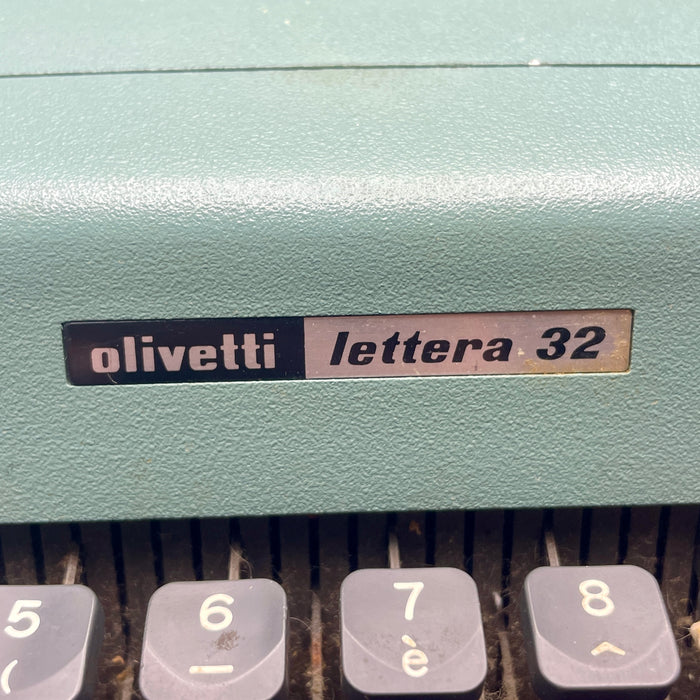 olivetti lettera 32
5 6 7 8
( _ è ^